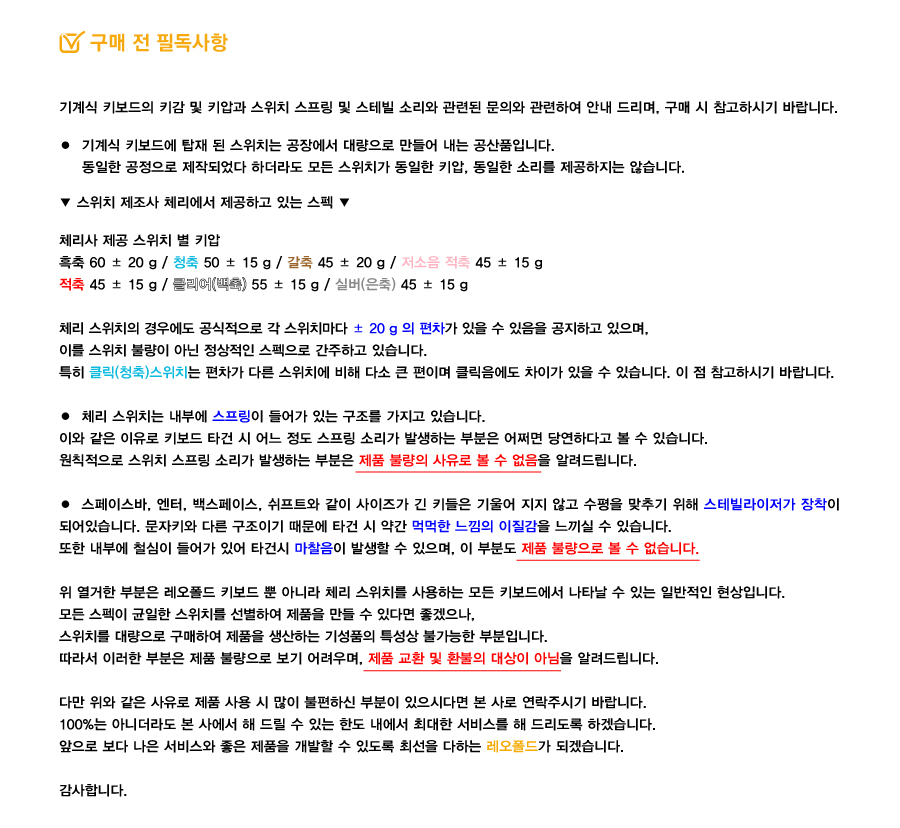 구매 전 필독사항
기계식 키보드의 키감 및 키압과 스위치 스프링 및 스테빌 소리와 관련된 문의와 관련하여 안내 드리며, 구매 시 참고하시기 바랍니다.
● 기계식 키보드에 탑재 된 스위치는 공장에서 대량으로 만들어 내는 공산품입니다.
동일한 공정으로 제작되었다 하더라도 모든 스위치가 동일한 키압, 동일한 소리를 제공하지는 않습니다.
▼ 스위치 제조사 체리에서 제공하고 있는 스펙 ▼
체리사 제공 스위치 별 키압
흑축 60 ± 20 g / 청축 50 ± 15 g / 갈축 45 ± 20 g / 저소음 적축 45 ± 15 g
적축 45 ± 15 g / 클리어(백축) 55 ± 15 g / 실버(은축) 45 ± 15 g
체리 스위치의 경우에도 공식적으로 각 스위치마다 ± 20 g 의 편차가 있을 수 있음을 공지하고 있으며,
이를 스위치 불량이 아닌 정상적인 스펙으로 간주하고 있습니다.
특히 클릭(청축)스위치는 편차가 다른 스위치에 비해 다소 큰 편이며 클릭음에도 차이가 있을 수 있습니다. 이 점 참고하시기 바랍니다.
● 체리 스위치는 내부에 스프링이 들어가 있는 구조를 가지고 있습니다.
이와 같은 이유로 키보드 타건 시 어느 정도 스프링 소리가 발생하는 부분은 어쩌면 당연하다고 볼 수 있습니다.
원칙적으로 스위치 스프링 소리가 발생하는 부분은 제품 불량의 사유로 볼 수 없음을 알려드립니다.
● 스페이스바, 엔터, 백스페이스, 쉬프트와 같이 사이즈가 긴 키들은 기울어 지지 않고 수평을 맞추기 위해 스테빌라이저가 장착이
되어있습니다. 문자키와 다른 구조이기 때문에 타건 시 약간 먹먹한 느낌의 이질감을 느끼실 수 있습니다.
또한 내부에 철심이 들어가 있어 타건시 마찰음이 발생할 수 있으며, 이 부분도 제품 불량으로 볼 수 없습니다.
위 열거한 부분은 레오폴드 키보드 뿐 아니라 체리 스위치를 사용하는 모든 키보드에서 나타날 수 있는 일반적인 현상입니다.
모든 스펙이 균일한 스위치를 선별하여 제품을 만들 수 있다면 좋겠으나,
스위치를 대량으로 구매하여 제품을 생산하는 기성품의 특성상 불가능한 부분입니다.
따라서 이러한 부분은 제품 불량으로 보기 어려우며, 제품 교환 및 환불의 대상이 아님을 알려드립니다.
다만 위와 같은 사유로 제품 사용 시 많이 불편하신 부분이 있으시다면 본 사로 연락주시기 바랍니다.
100%는 아니더라도 본 사에서 해 드릴 수 있는 한도 내에서 최대한 서비스를 해 드리도록 하겠습니다.
앞으로 보다 나은 서비스와 좋은 제품을 개발할 수 있도록 최선을 다하는 레오폴드가 되겠습니다.
감사합니다.